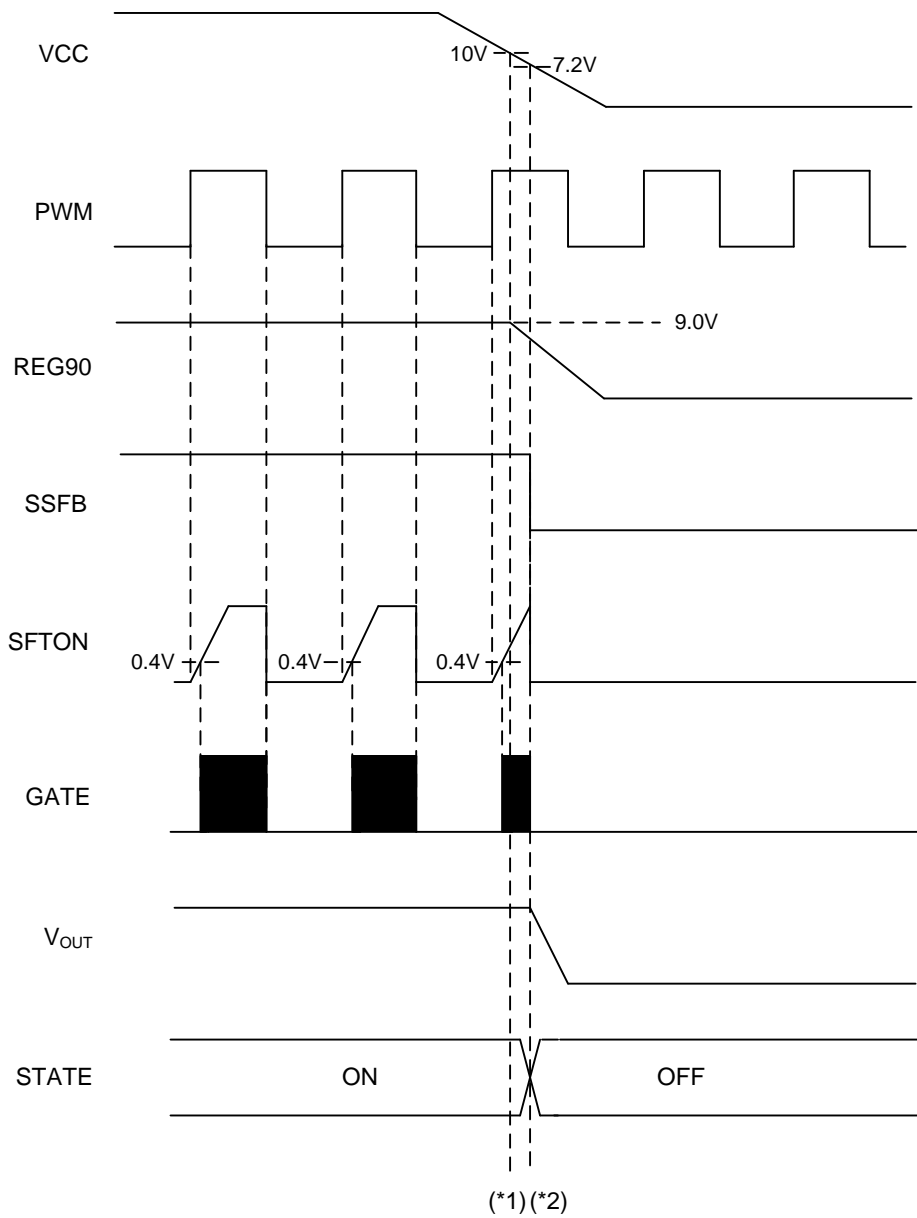 VCC
10V
7.2V
PWM
9.0V
REG90
SSFB
SFTON
0.4V
0.4V
0.4V
GATE
VOUT
STATE
ON
OFF
(*1) (*2)